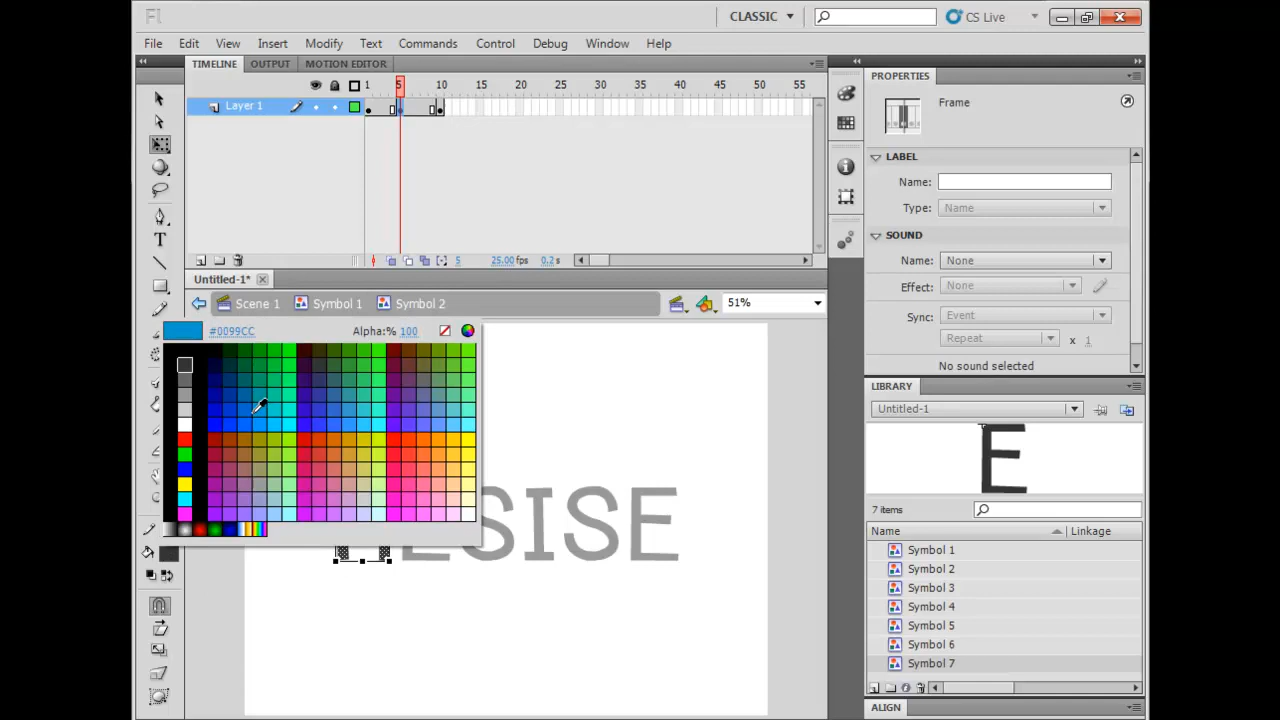 Fl CLASSIC CS Live
File Edit View Insert Modify Text Commands Control Debug Window Help
TIMELINE OUTPUT MOTION EDITOR
1 5 10 15 20 25 30 35 40 45 50 55
Layer 1
5 25.00 fps 0.2 s
Untitled-1*
Scene 1 Symbol 1 Symbol 2 51%
#0099CC Alpha:% 100
ESISE
PROPERTIES
Frame
LABEL
Name:
Type: Name
SOUND
Name: None
Effect: None
Sync: Event
Repeat x 1
No sound selected
LIBRARY
Untitled-1
E
7 items
Name Linkage
Symbol 1
Symbol 2
Symbol 3
Symbol 4
Symbol 5
Symbol 6
Symbol 7
ALIGN